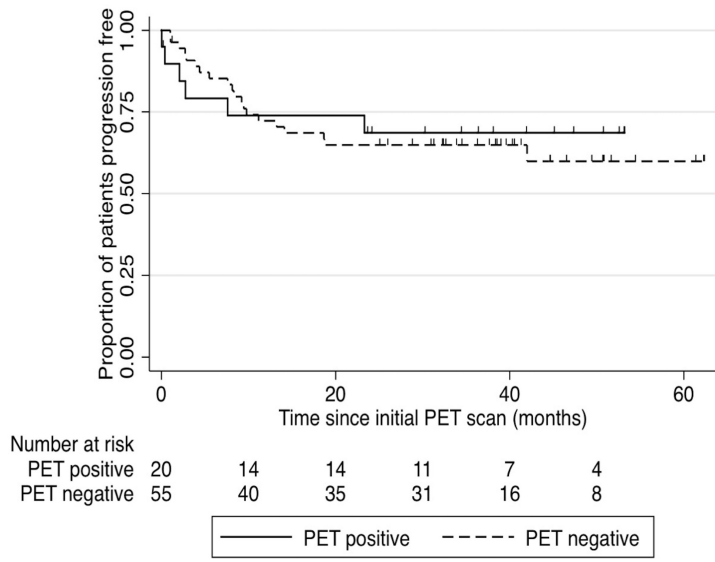 Proportion of patients progression free
1.00
0.75
0.50
0.25
0.00
0 20 40 60
Time since initial PET scan (months)
Number at risk
PET positive 20 14 14 11 7 4
PET negative 55 40 35 31 16 8
PET positive PET negative